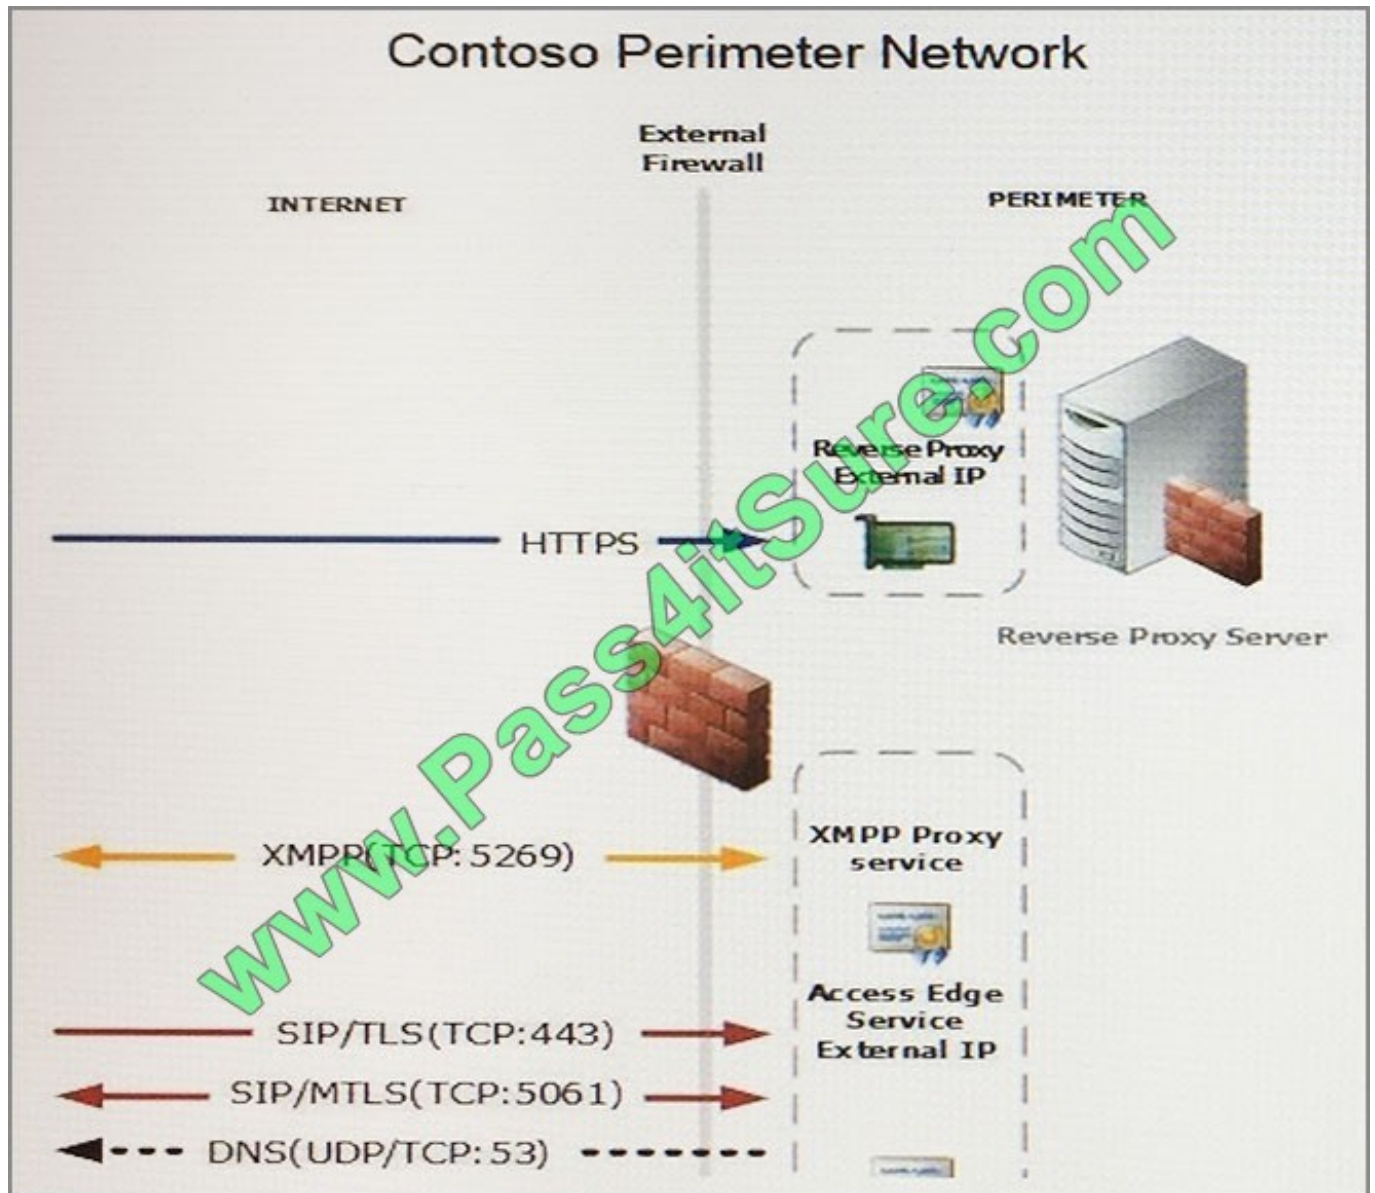 Contoso Perimeter Network
External
Firewall
INTERNET
PERIMETER
Reverse Proxy
External IP
HTTPS
Reverse Proxy Server
XMPP(TCP:5269)
XMPP Proxy
service
Access Edge
Service
External IP
SIP/TLS(TCP:443)
SIP/MTLS(TCP:5061)
DNS(UDP/TCP:53)
www.Pass4itSure.com